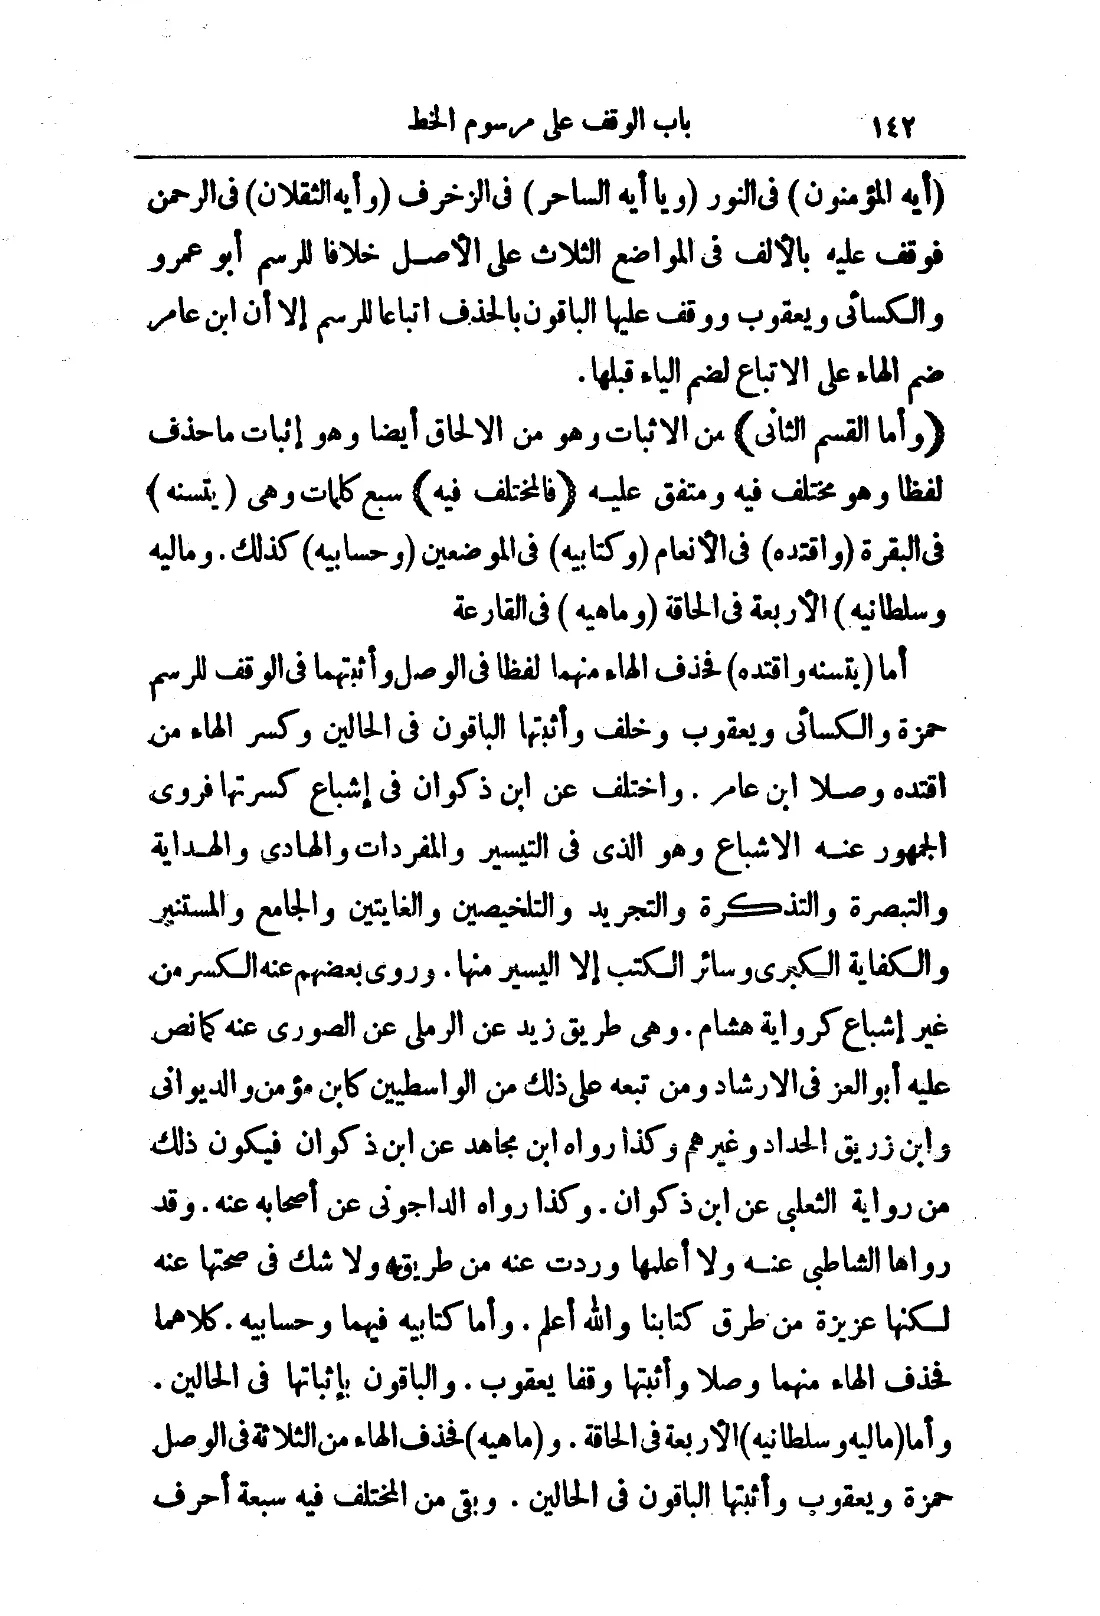 ١٤٢ باب الوقف على مرسوم الخط
(أيه المؤمنون) فى النور (ويا أيه الساحر) فى الزخرف (وأيه الثقلان) فى الرحمن
فوقف عليه بالألف فى المواضع الثلاث على الأصل خلافا للرسم أبو عمرو
والكسائى ويعقوب ووقف عليها الباقون بالحذف اتباعا للرسم إلا أن ابن عامر
ضم الهاء على الاتباع لضم الياء قبلها.
(وأما القسم الثانى) من الاثبات وهو من الالحاق أيضا وهو إثبات ماحذف
لفظا وهو مختلف فيه ومتفق عليه (فالمختلف فيه) سبع كلمات وهى (يتسنه)
فى البقرة (واقتده) فى الأنعام (وكتابيه) فى الموضعين (وحسابيه) كذلك. وماليه
وسلطانيه) الأربعة فى الحاقة (وماهيه) فى القارعة
أما (يتسنه واقتده) فحذف الهاء منهما لفظا فى الوصل وأثبتهما فى الوقف للرسم
حمزة والكسائى ويعقوب وخلف وأثبتها الباقون فى الحالين وكسر الهاء من
اقتده وصلا ابن عامر . واختلف عن ابن ذكوان فى إشباع كسرتها فروى
الجمهور عنه الاشباع وهو الذى فى التيسير والمفردات والهادى والهداية
والتبصرة والتذكرة والتجريد والتلخيصين والغايتين والجامع والمستنير
والكفاية الكبرى وسائر الكتب إلا اليسير منها. وروى بعضهم عنه الكسر من
غير إشباع كرواية هشام. وهى طريق زيد عن الرملى عن الصورى عنه كما نص
عليه أبو العز فى الارشاد ومن تبعه على ذلك من الواسطيين كابن مؤمن والديوانى
وابن زريق الحداد وغيرهم وكذا رواه ابن مجاهد عن ابن ذكوان فيكون ذلك
من رواية الثعلبى عن ابن ذكوان. وكذا رواه الداجونى عن أصحابه عنه. وقد
رواها الشاطبى عنه ولا أعلمها وردت عنه من طريقه ولا شك فى صحتها عنه
لكنها عزيزة من طرق كتابنا والله أعلم. وأما كتابيه فيهما وحسابيه. كلاهما
فحذف الهاء منهما وصلا وأثبتها وقفا يعقوب. والباقون بإثباتها فى الحالين .
وأما (ماليه وسلطانيه) الأربعة فى الحاقة . و(ماهيه) فحذف الهاء من الثلاثة فى الوصل
حمزة ويعقوب وأثبتها الباقون فى الحالين . وبقى من المختلف فيه سبعة أحرف